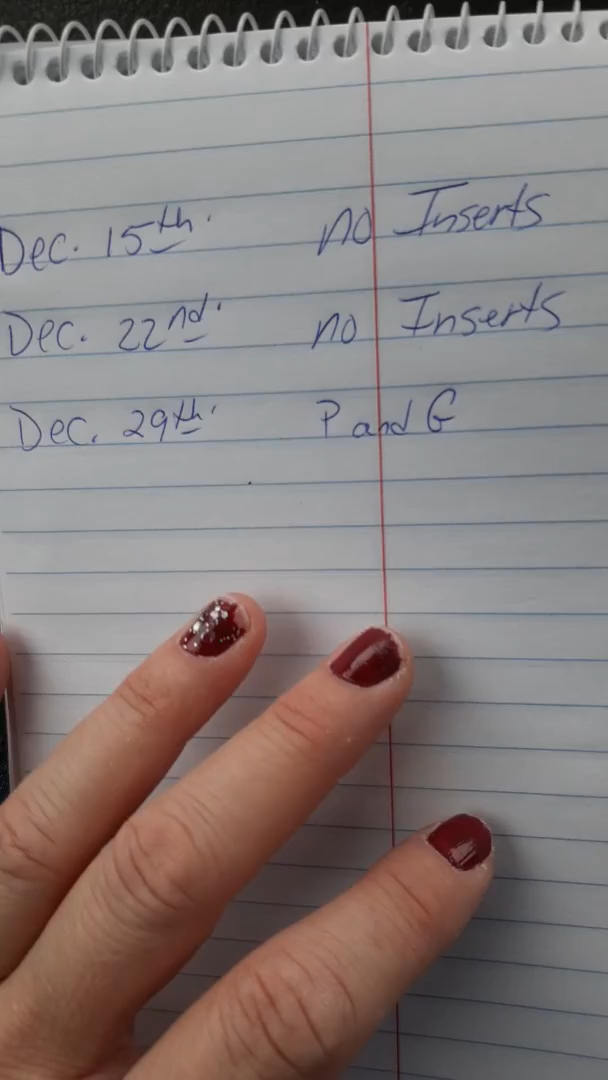 Dec. 15th. no Inserts
Dec. 22nd. no Inserts
Dec. 29th. P and G